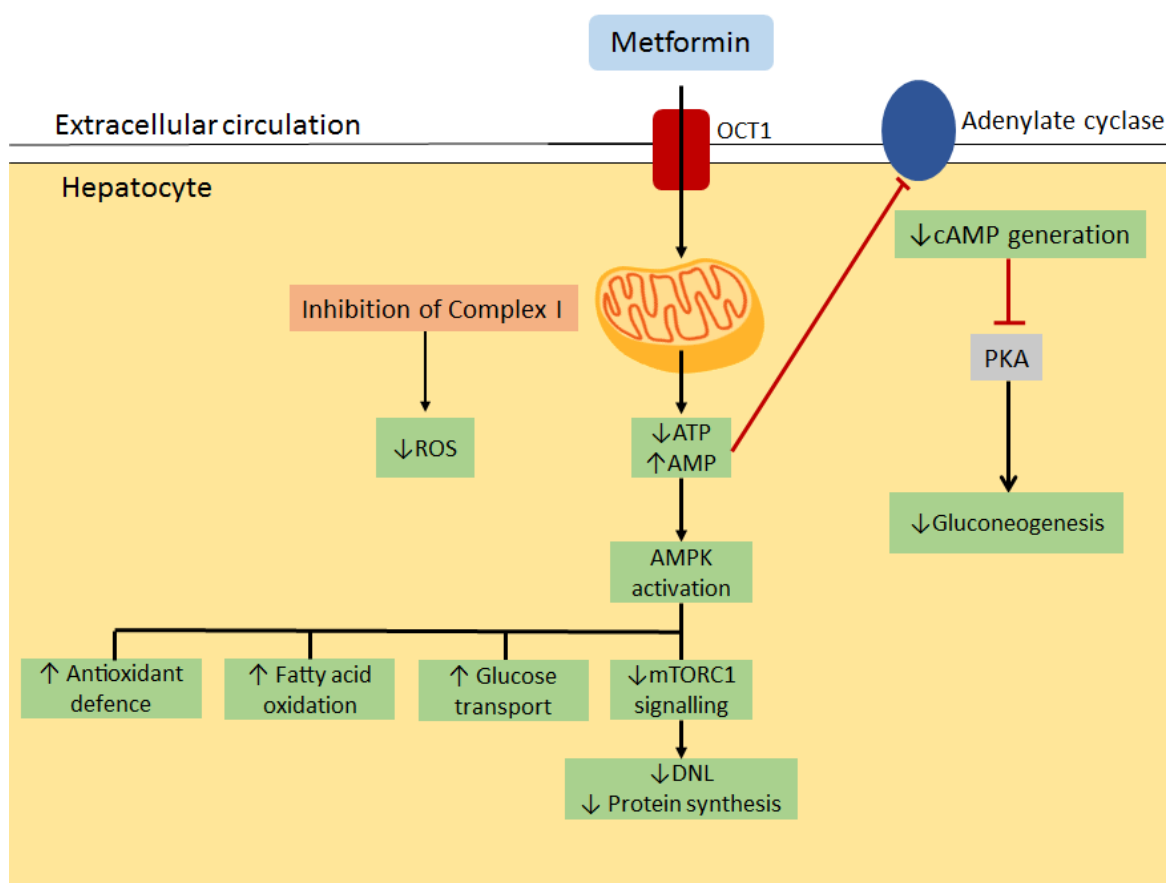 Metformin
Extracellular circulation
OCT1
Adenylate cyclase
Hepatocyte
↓cAMP generation
Inhibition of Complex I
PKA
↓ROS
↓ATP
↑AMP
↓Gluconeogenesis
AMPK
activation
↑ Antioxidant
defence
↑ Fatty acid
oxidation
↑ Glucose
transport
↓mTORC1
signalling
↓DNL
↓ Protein synthesis